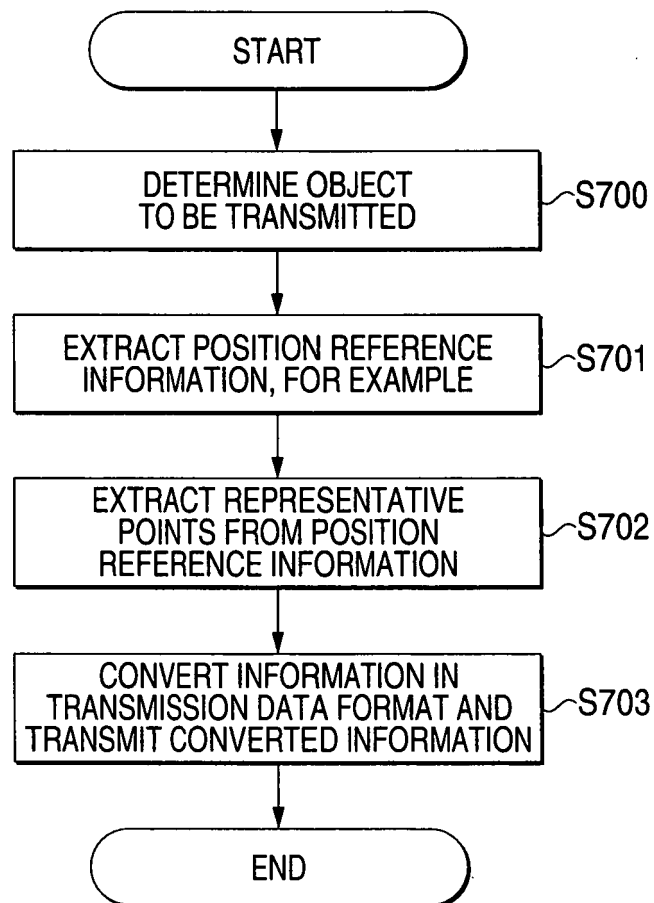 START
DETERMINE OBJECT
TO BE TRANSMITTED
S700
EXTRACT POSITION REFERENCE
INFORMATION, FOR EXAMPLE
S701
EXTRACT REPRESENTATIVE
POINTS FROM POSITION
REFERENCE INFORMATION
S702
CONVERT INFORMATION IN
TRANSMISSION DATA FORMAT AND
TRANSMIT CONVERTED INFORMATION
S703
END